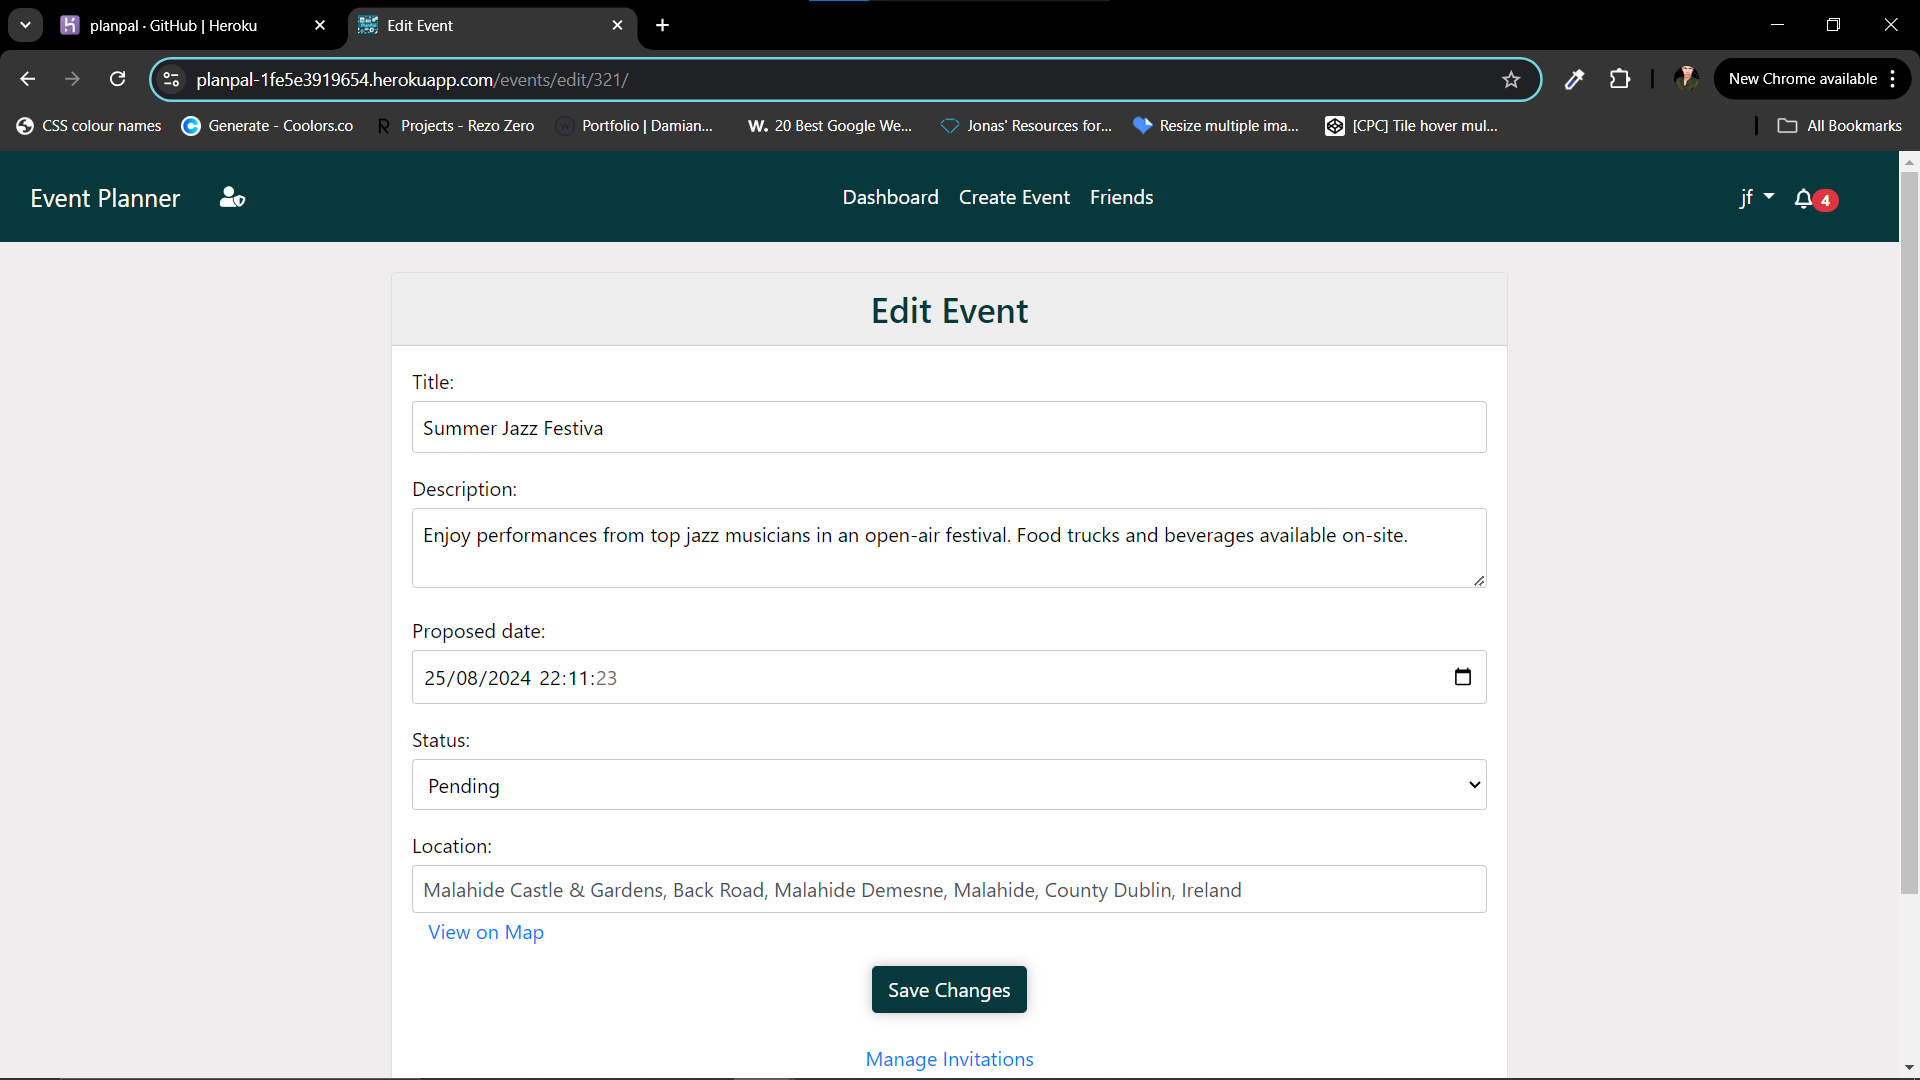 planpal · GitHub | Heroku
Edit Event
planpal-1fe5e3919654.herokuapp.com/events/edit/321/
New Chrome available
CSS colour names
Generate - Coolors.co
Projects - Rezo Zero
Portfolio | Damian...
W. 20 Best Google We...
Jonas' Resources for...
Resize multiple ima...
[CPC] Tile hover mul...
All Bookmarks
Event Planner
Dashboard
Create Event
Friends
jf
4
Edit Event
Title:
Summer Jazz Festiva
Description:
Enjoy performances from top jazz musicians in an open-air festival. Food trucks and beverages available on-site.
Proposed date:
25/08/2024 22:11:23
Status:
Pending
Location:
Malahide Castle & Gardens, Back Road, Malahide Demesne, Malahide, County Dublin, Ireland
View on Map
Save Changes
Manage Invitations